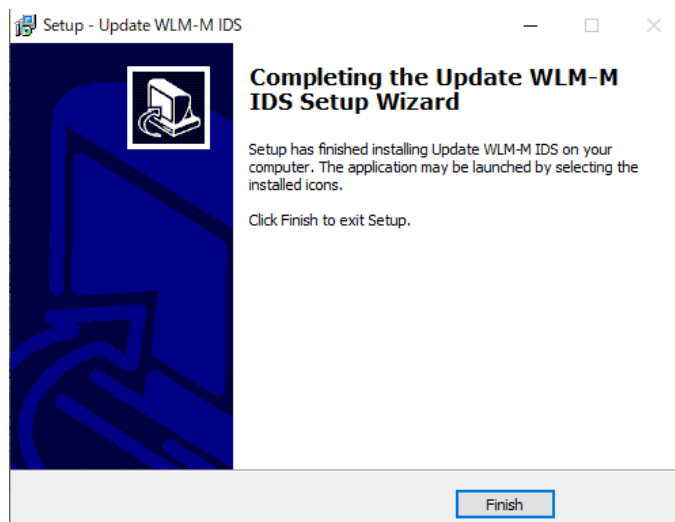 Setup - Update WLM-M IDS
Completing the Update WLM-M
IDS Setup Wizard
Setup has finished installing Update WLM-M IDS on your
computer. The application may be launched by selecting the
installed icons.
Click Finish to exit Setup.
Finish